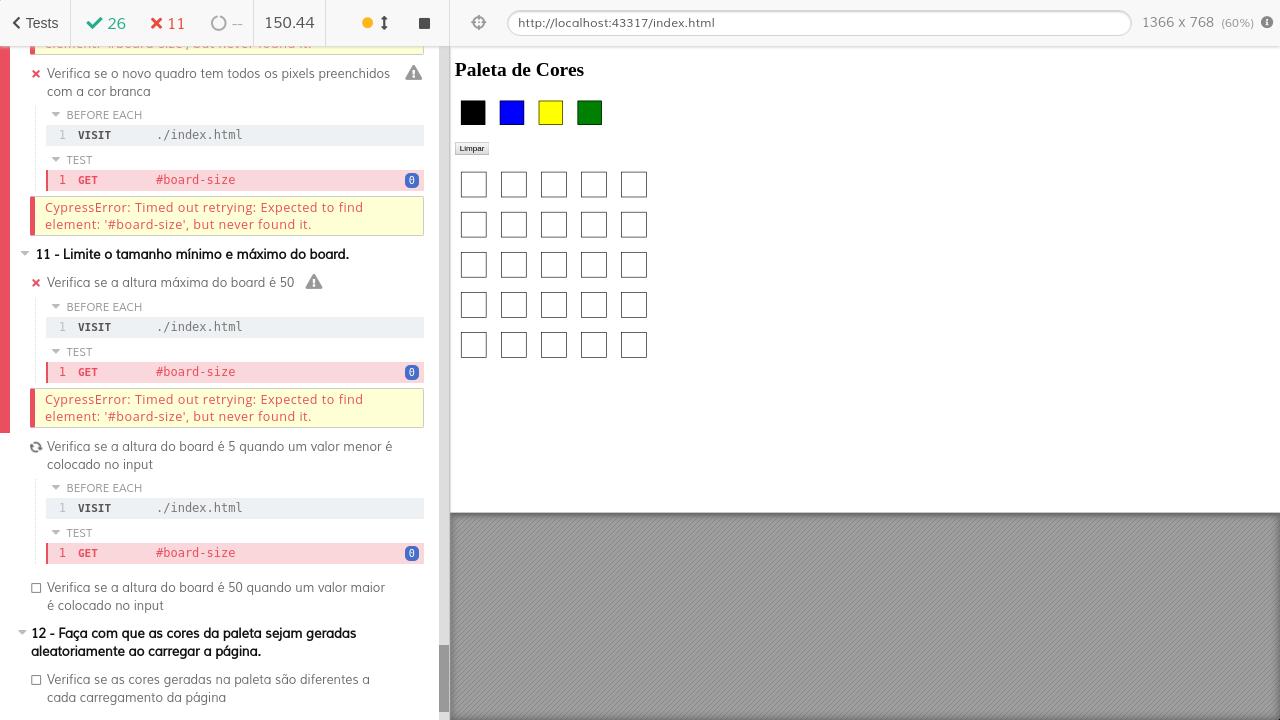 Tests 26 11 -- 150.44 http://localhost:43317/index.html 1366 x 768 (60%)
element: '#board-size', but never found it.
Verifica se o novo quadro tem todos os pixels preenchidos
com a cor branca
BEFORE EACH
1 VISIT ./index.html
TEST
1 GET #board-size 0
CypressError: Timed out retrying: Expected to find
element: '#board-size', but never found it.
11 - Limite o tamanho mínimo e máximo do board.
Verifica se a altura máxima do board é 50
BEFORE EACH
1 VISIT ./index.html
TEST
1 GET #board-size 0
CypressError: Timed out retrying: Expected to find
element: '#board-size', but never found it.
Verifica se a altura do board é 5 quando um valor menor é
colocado no input
BEFORE EACH
1 VISIT ./index.html
TEST
1 GET #board-size 0
Verifica se a altura do board é 50 quando um valor maior
é colocado no input
12 - Faça com que as cores da paleta sejam geradas
aleatoriamente ao carregar a página.
Verifica se as cores geradas na paleta são diferentes a
cada carregamento da página
Paleta de Cores
Limpar